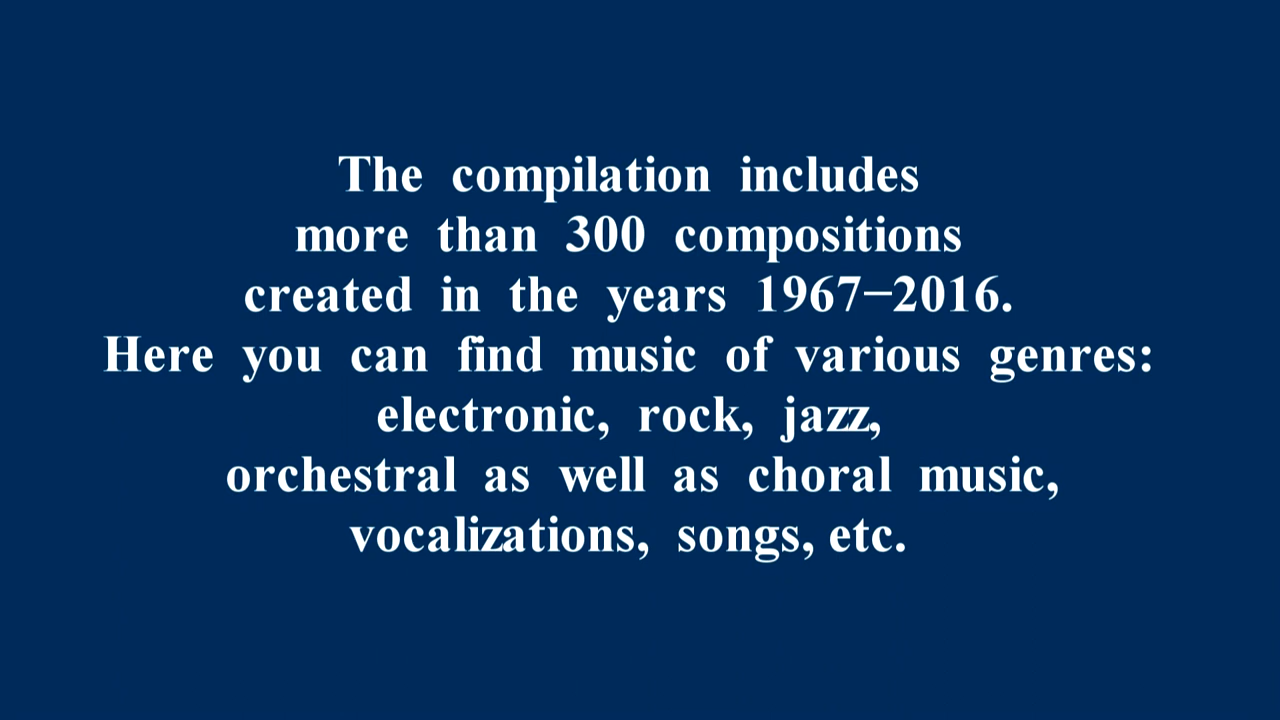 The compilation includes
more than 300 compositions
created in the years 1967–2016.
Here you can find music of various genres:
electronic, rock, jazz,
orchestral as well as choral music,
vocalizations, songs, etc.